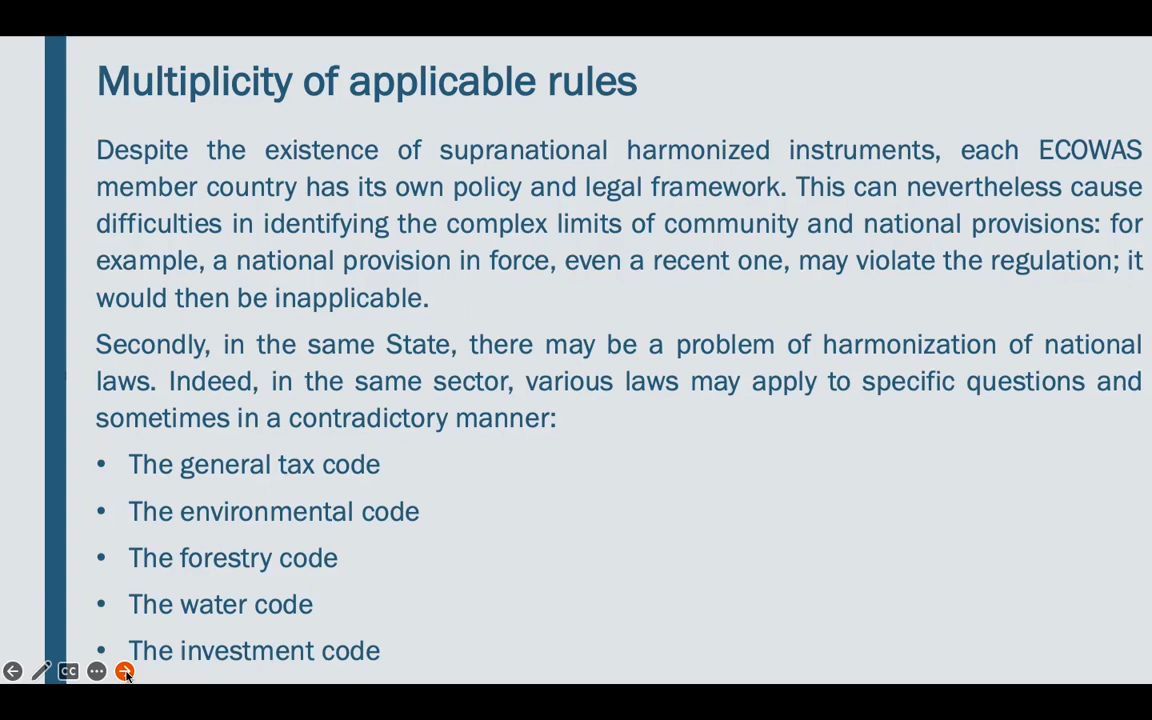 Multiplicity of applicable rules
Despite the existence of supranational harmonized instruments, each ECOWAS
member country has its own policy and legal framework. This can nevertheless cause
difficulties in identifying the complex limits of community and national provisions: for
example, a national provision in force, even a recent one, may violate the regulation; it
would then be inapplicable.
Secondly, in the same State, there may be a problem of harmonization of national
laws. Indeed, in the same sector, various laws may apply to specific questions and
sometimes in a contradictory manner:
• The general tax code
• The environmental code
• The forestry code
• The water code
• The investment code
CC